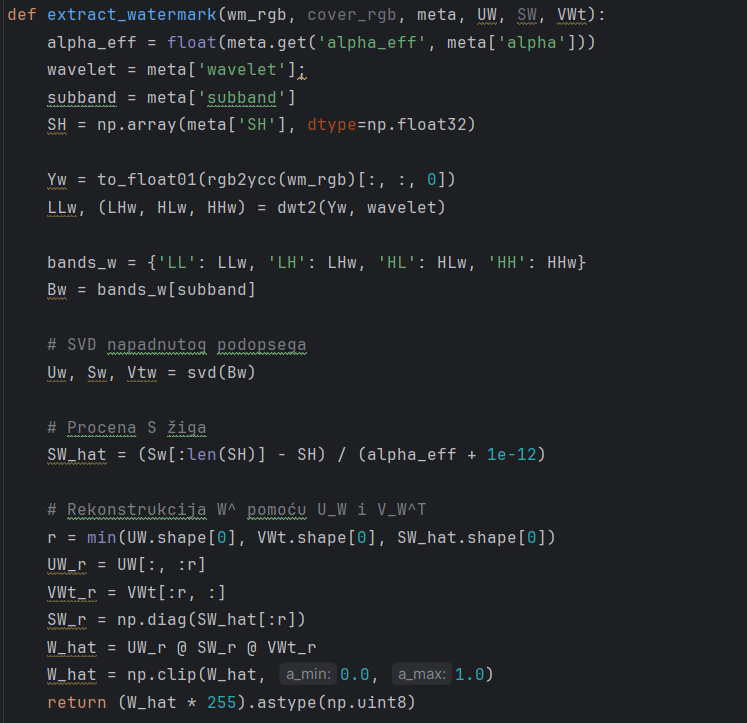 def extract_watermark(wm_rgb, cover_rgb, meta, UW, SW, VWt):
    alpha_eff = float(meta.get('alpha_eff', meta['alpha']))
    wavelet = meta['wavelet'];
    subband = meta['subband']
    SH = np.array(meta['SH'], dtype=np.float32)

    Yw = to_float01(rgb2ycc(wm_rgb)[:, :, 0])
    LLw, (LHw, HLw, HHw) = dwt2(Yw, wavelet)

    bands_w = {'LL': LLw, 'LH': LHw, 'HL': HLw, 'HH': HHw}
    Bw = bands_w[subband]

    # SVD napadnutog podopsega
    Uw, Sw, Vtw = svd(Bw)

    # Procena S žiga
    SW_hat = (Sw[:len(SH)] - SH) / (alpha_eff + 1e-12)

    # Rekonstrukcija W^ pomoću U_W i V_W^T
    r = min(UW.shape[0], VWt.shape[0], SW_hat.shape[0])
    UW_r = UW[:, :r]
    VWt_r = VWt[:r, :]
    SW_r = np.diag(SW_hat[:r])
    W_hat = UW_r @ SW_r @ VWt_r
    W_hat = np.clip(W_hat, a_min: 0.0, a_max: 1.0)
    return (W_hat * 255).astype(np.uint8)